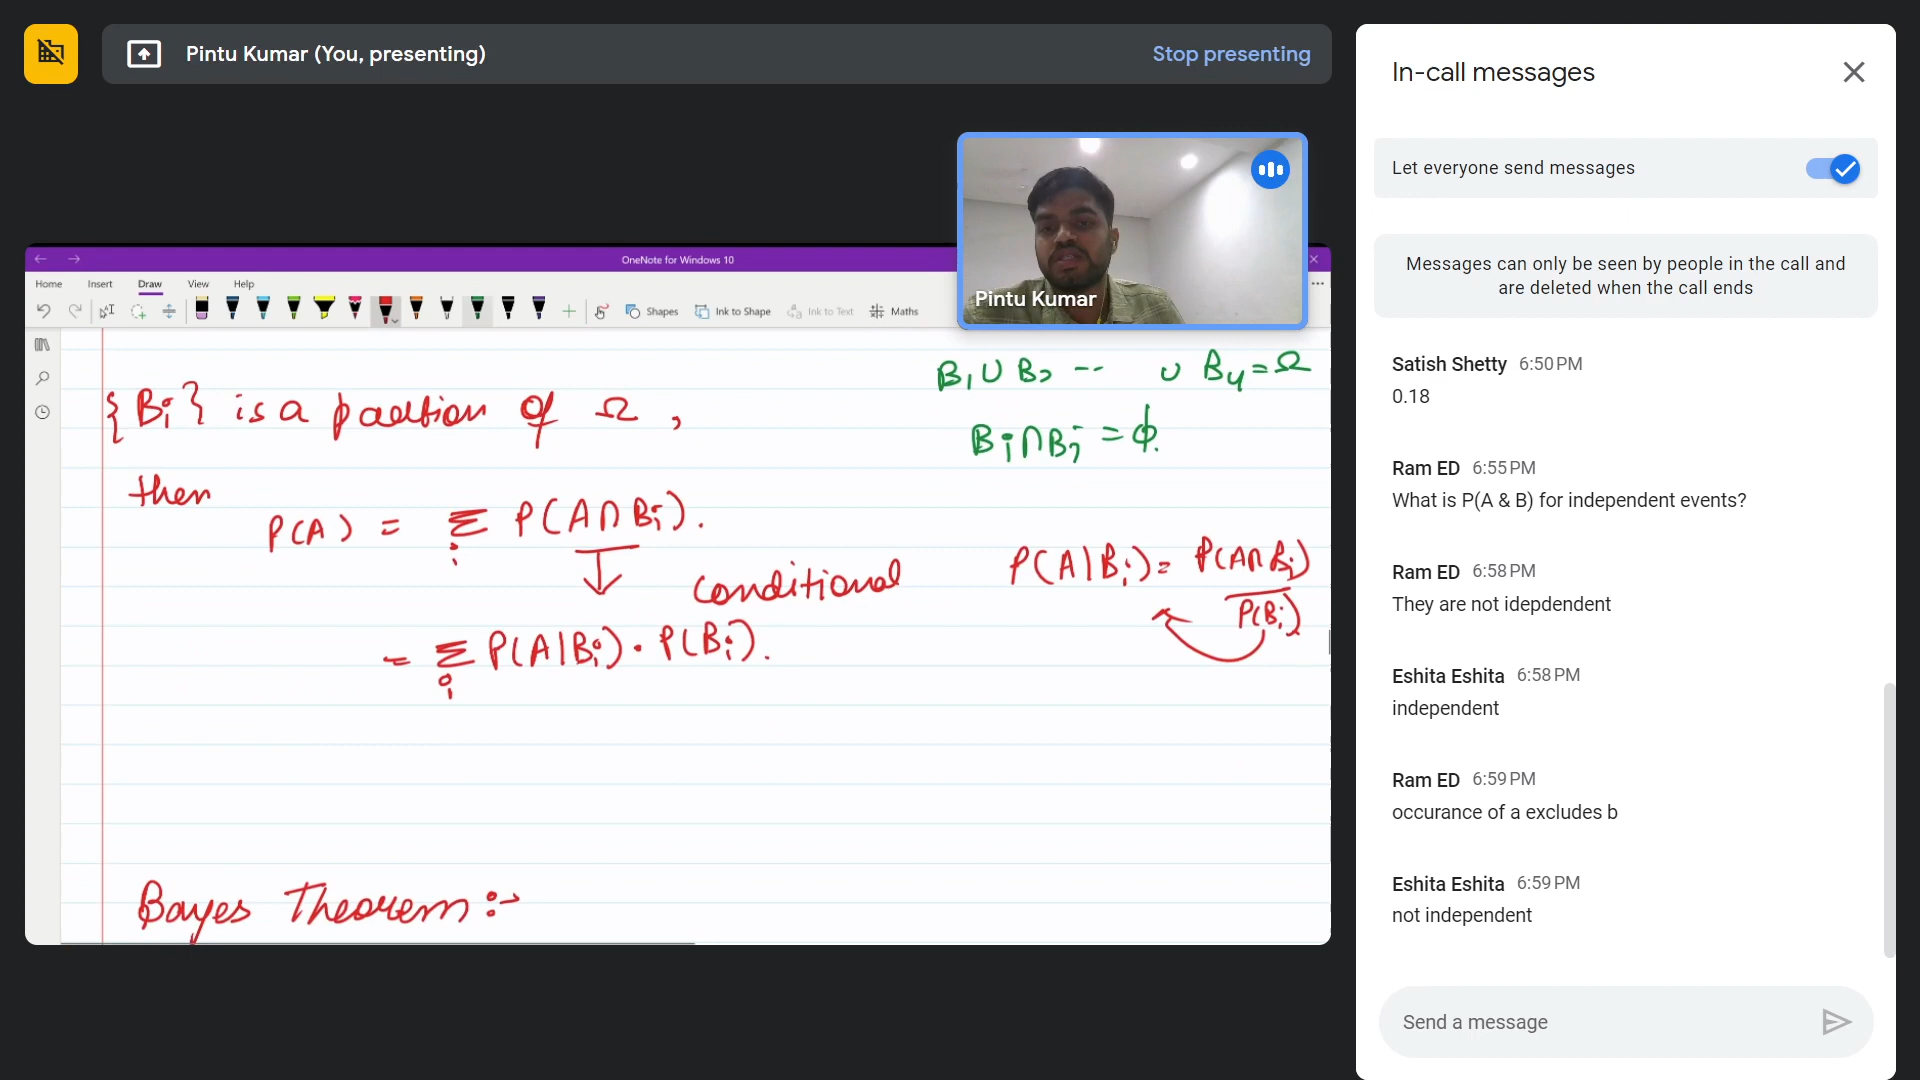 Pintu Kumar (You, presenting)
Stop presenting
In-call messages
Let everyone send messages
Messages can only be seen by people in the call and
are deleted when the call ends
Satish Shetty 6:50 PM
0.18
Ram ED 6:55 PM
What is P(A & B) for independent events?
Ram ED 6:58 PM
They are not idepdendent
Eshita Eshita 6:58 PM
independent
Ram ED 6:59 PM
occurance of a excludes b
Eshita Eshita 6:59 PM
not independent
Send a message
Pintu Kumar
OneNote for Windows 10
Home Insert Draw View Help
Shapes Ink to Shape Ink to Text Maths
B₁ ∪ B₂ -- ∪ B₄ = Ω
Bi ∩ Bj = ϕ.
{Bi} is a partition of Ω,
then
P(A) = Σ P(A ∩ Bi).
i
conditional
P(A|Bi) = P(A∩Bi)
P(Bi)
= Σ P(A|Bi) · P(Bi).
i
Bayes Theorem :→